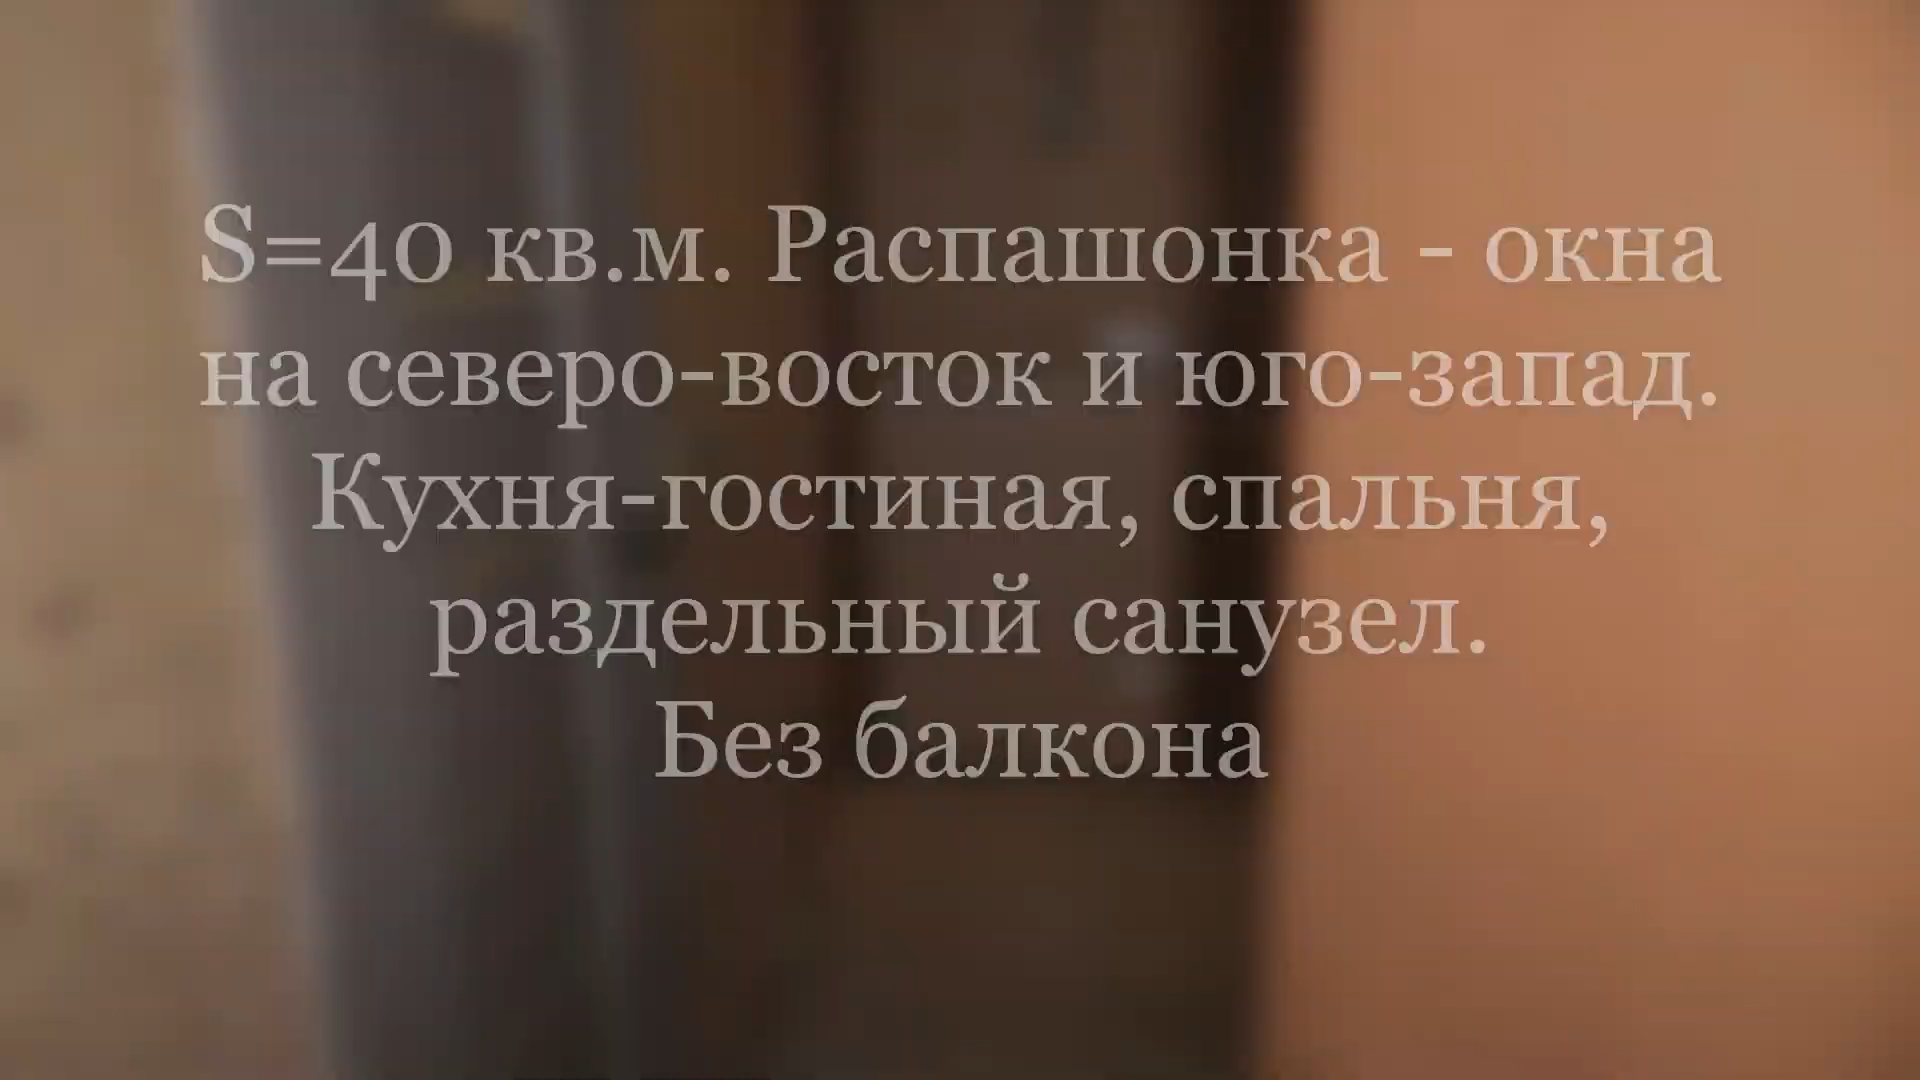 S=40 кв.м. Распашонка - окна
на северо-восток и юго-запад.
Кухня-гостиная, спальня,
раздельный санузел.
Без балкона